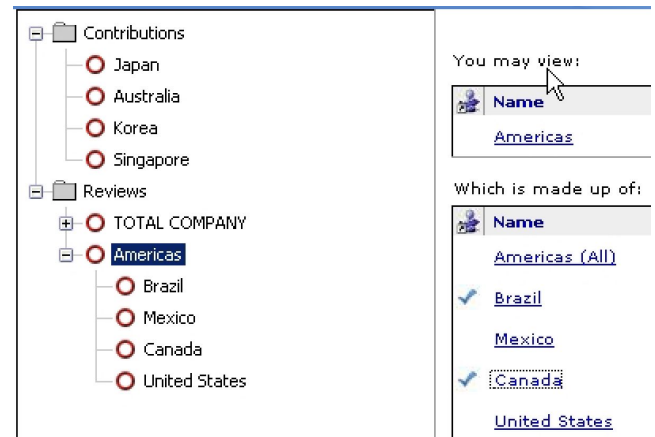 Contributions
Japan
Australia
Korea
Singapore
Reviews
TOTAL COMPANY
Americas
Brazil
Mexico
Canada
United States
You may view:
Name
Americas
Which is made up of:
Name
Americas (All)
Brazil
Mexico
Canada
United States